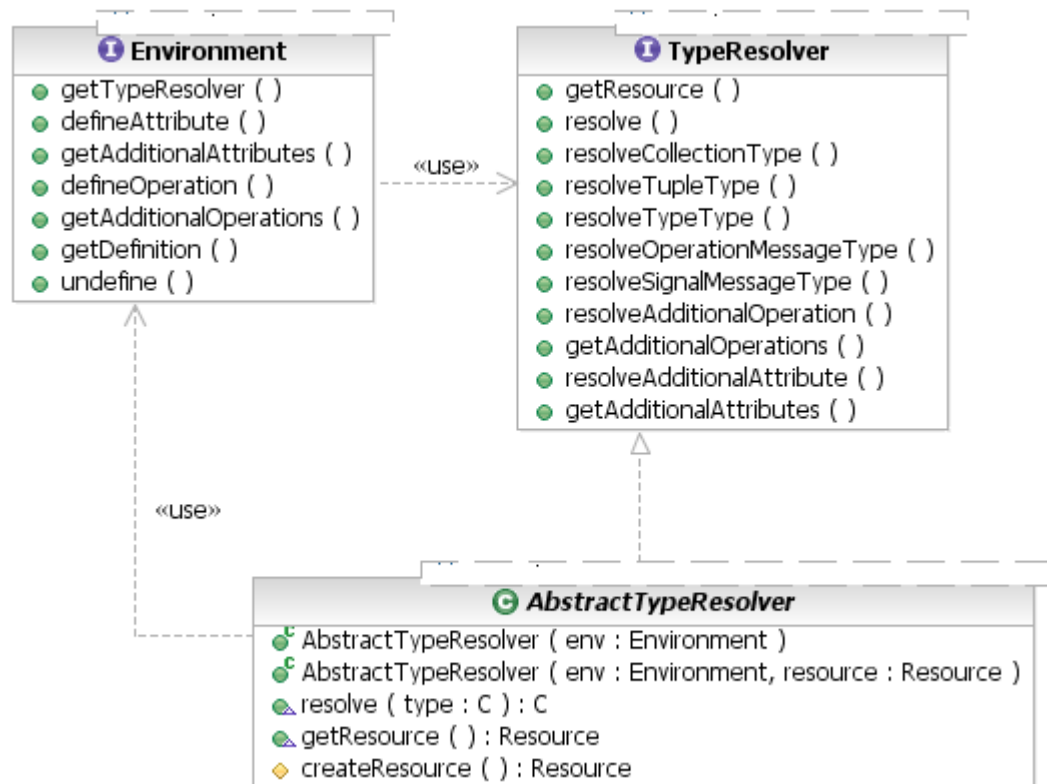 Environment
getTypeResolver ( )
defineAttribute ( )
getAdditionalAttributes ( )
defineOperation ( )
getAdditionalOperations ( )
getDefinition ( )
undefine ( )
«use»
TypeResolver
getResource ( )
resolve ( )
resolveCollectionType ( )
resolveTupleType ( )
resolveTypeType ( )
resolveOperationMessageType ( )
resolveSignalMessageType ( )
resolveAdditionalOperation ( )
getAdditionalOperations ( )
resolveAdditionalAttribute ( )
getAdditionalAttributes ( )
«use»
AbstractTypeResolver
AbstractTypeResolver ( env : Environment )
AbstractTypeResolver ( env : Environment, resource : Resource )
resolve ( type : C ) : C
getResource ( ) : Resource
createResource ( ) : Resource